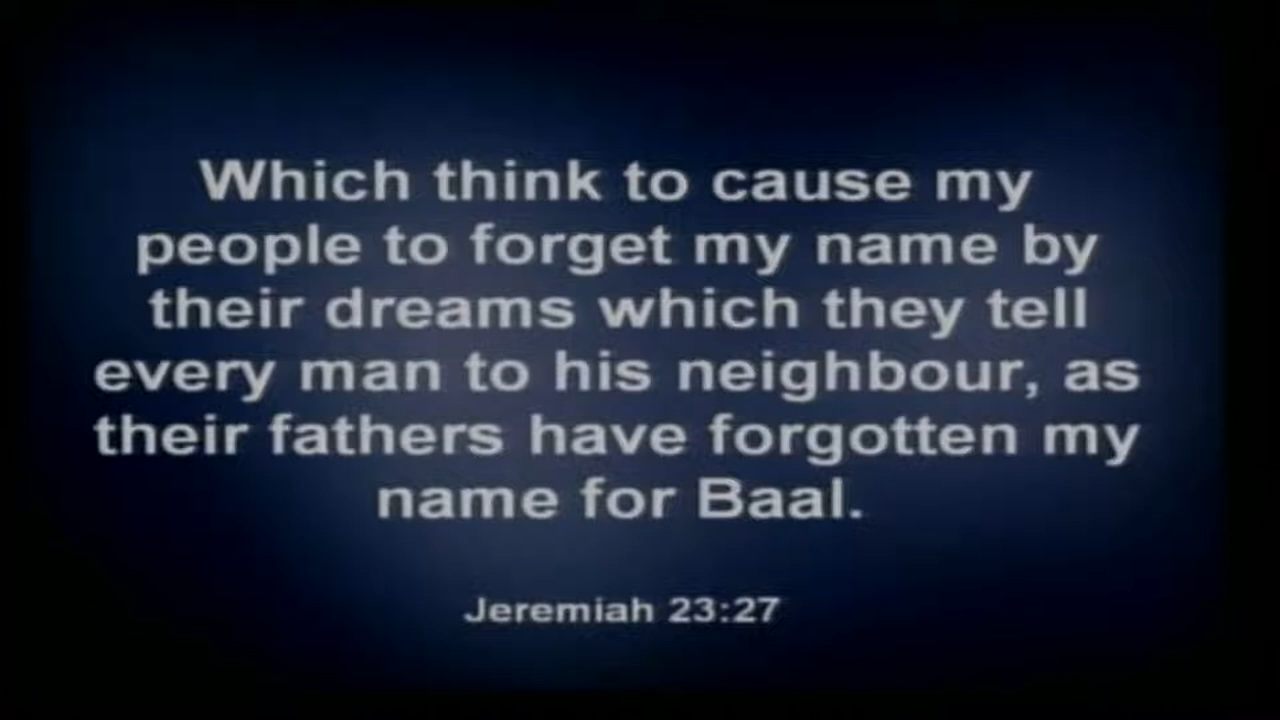 Which think to cause my
people to forget my name by
their dreams which they tell
every man to his neighbour, as
their fathers have forgotten my
name for Baal.
Jeremiah 23:27